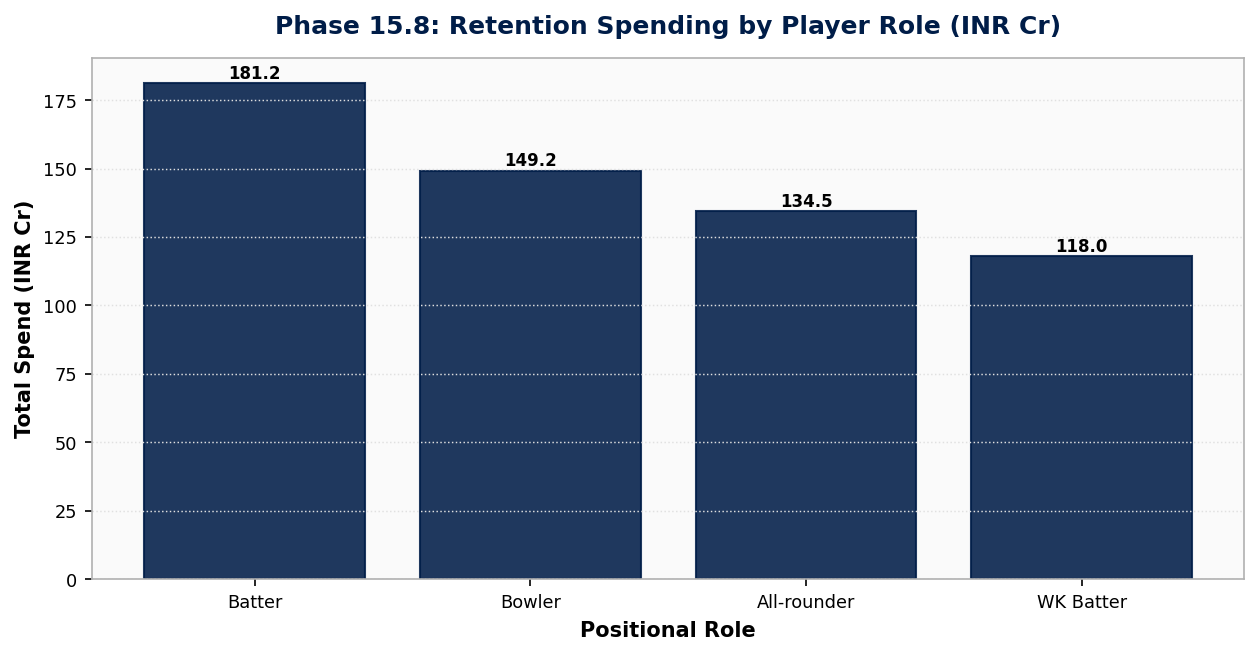 Phase 15.8: Retention Spending by Player Role (INR Cr)
181.2
149.2
134.5
118.0
175
150
125
100
75
50
25
0
Total Spend (INR Cr)
Batter
Bowler
All-rounder
WK Batter
Positional Role